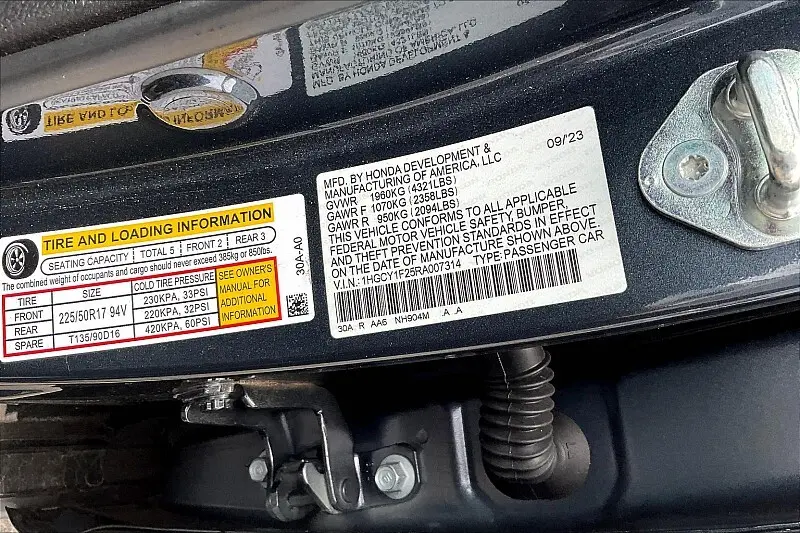 TIRE AND LOADING INFORMATION
SEATING CAPACITY | TOTAL 5 | FRONT 2 | REAR 3
The combined weight of occupants and cargo should never exceed 385kg or 850lbs.
TIRE SIZE COLD TIRE PRESSURE SEE OWNER'S MANUAL FOR ADDITIONAL INFORMATION
FRONT 225/50R17 94V 230KPA, 33PSI
REAR 220KPA, 32PSI
SPARE T135/90D16 420KPA, 60PSI
30A-A0
MFD. BY HONDA DEVELOPMENT & 09/23
MANUFACTURING OF AMERICA, LLC
GVWR 1960KG (4321LBS)
GAWR F 1070KG (2358LBS)
GAWR R 950KG (2094LBS)
THIS VEHICLE CONFORMS TO ALL APPLICABLE
FEDERAL MOTOR VEHICLE SAFETY, BUMPER,
AND THEFT PREVENTION STANDARDS IN EFFECT
ON THE DATE OF MANUFACTURE SHOWN ABOVE.
V.I.N.: 1HGCY1F25RA007314 TYPE: PASSENGER CAR
30A R AA6 NH904M A A